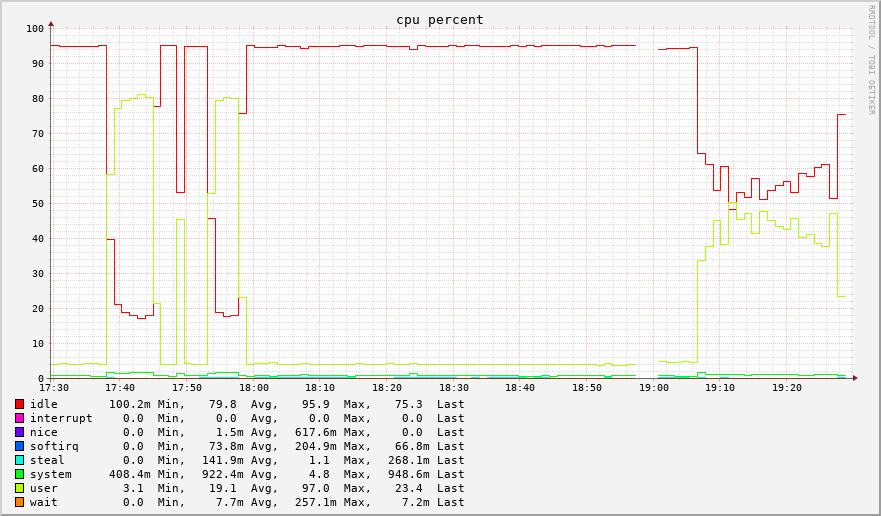 cpu percent
RRDTOOL / TOBI OETIKER
100
90
80
70
60
50
40
30
20
10
0
17:30 17:40 17:50 18:00 18:10 18:20 18:30 18:40 18:50 19:00 19:10 19:20
idle 100.2m Min, 79.8 Avg, 95.9 Max, 75.3 Last
interrupt 0.0 Min, 0.0 Avg, 0.0 Max, 0.0 Last
nice 0.0 Min, 1.5m Avg, 617.6m Max, 0.0 Last
softirq 0.0 Min, 73.8m Avg, 204.9m Max, 66.8m Last
steal 0.0 Min, 141.9m Avg, 1.1 Max, 268.1m Last
system 408.4m Min, 922.4m Avg, 4.8 Max, 948.6m Last
user 3.1 Min, 19.1 Avg, 97.0 Max, 23.4 Last
wait 0.0 Min, 7.7m Avg, 257.1m Max, 7.2m Last